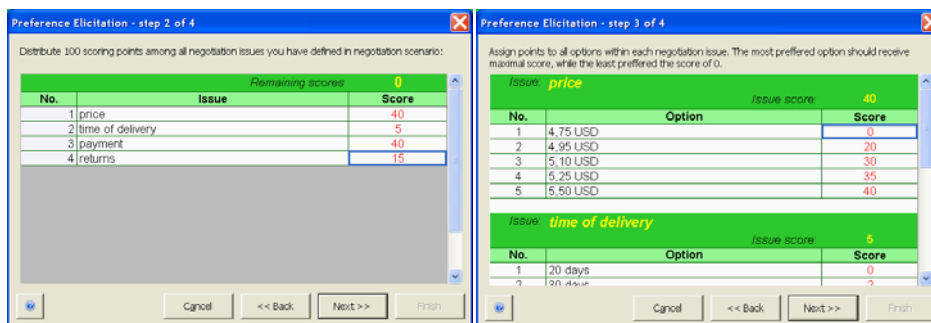 Preference Elicitation - step 2 of 4
Distribute 100 scoring points among all negotiation issues you have defined in negotiation scenario:
Remaining scores 0
No. Issue Score
1 price 40
2 time of delivery 5
3 payment 40
4 returns 15
Cancel << Back Next >> Finish
Preference Elicitation - step 3 of 4
Assign points to all options within each negotiation issue. The most preffered option should receive
maximal score, while the least preffered the score of 0.
Issue: price
Issue score: 40
No. Option Score
1 4,75 USD 0
2 4,95 USD 20
3 5,10 USD 30
4 5,25 USD 35
5 5,50 USD 40
Issue: time of delivery
Issue score: 5
No. Option Score
1 20 days 0
2 30 days 2
Cancel << Back Next >> Finish